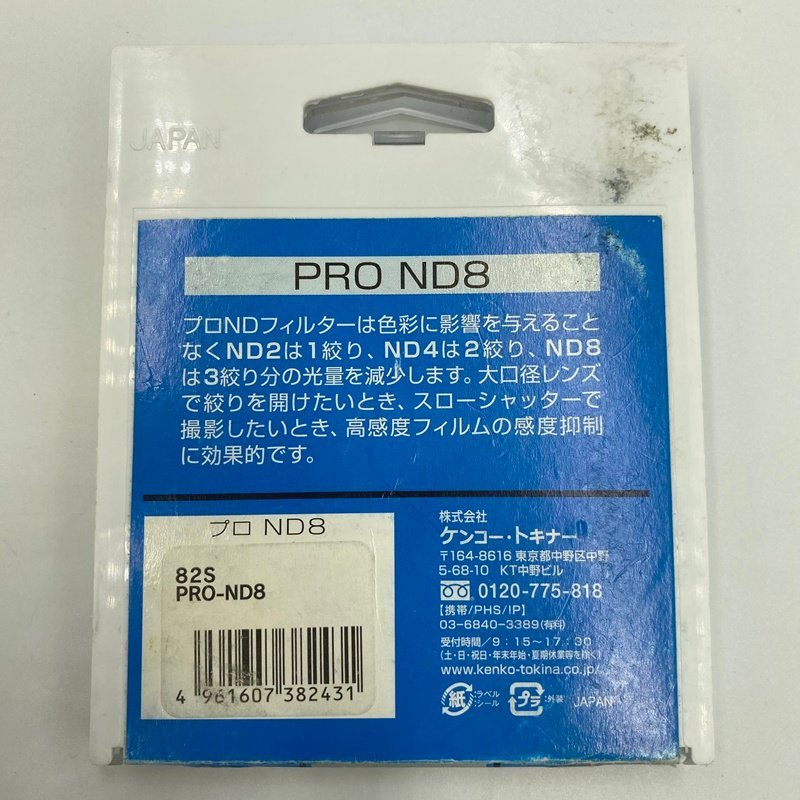 JAPAN
PRO ND8
プロNDフィルターは色彩に影響を与えること
なくND2は1絞り、ND4は2絞り、ND8
は3絞り分の光量を減少します。大口径レンズ
で絞りを開けたいとき、スローシャッターで
撮影したいとき、高感度フィルムの感度抑制
に効果的です。
プロ ND8
82S
PRO-ND8
4 961607 382431
株式会社
ケンコー・トキナー
〒164-8616 東京都中野区中野
5-68-10 KT中野ビル
0120-775-818
【携帯/PHS/IP】
03-6840-3389(有料)
受付時間/9:15~17:30
(土・日・祝日・年末年始・夏期休業等を除く)
www.kenko-tokina.co.jp/
紙 ラベル
シール
プラ 外装
JAPAN